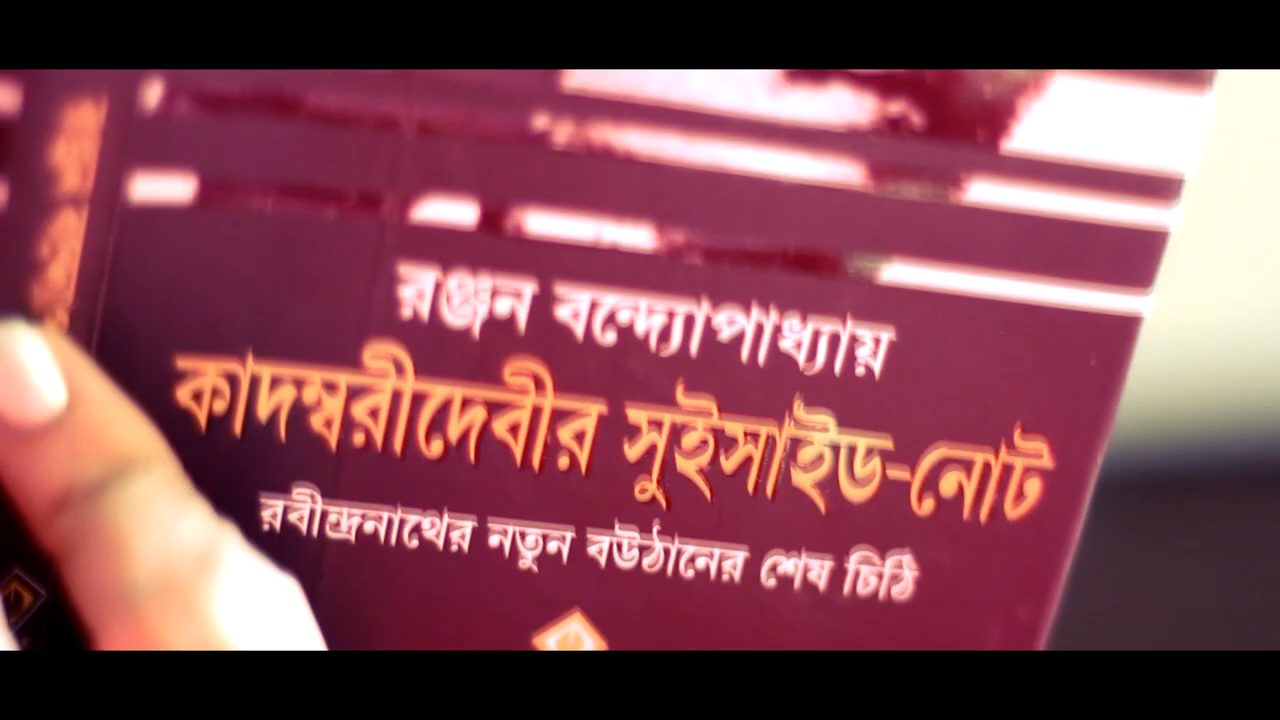 রঞ্জন বন্দ্যোপাধ্যায়
কাদম্বরীদেবীর সুইসাইড-নোট
রবীন্দ্রনাথের নতুন বউঠানের শেষ চিঠি